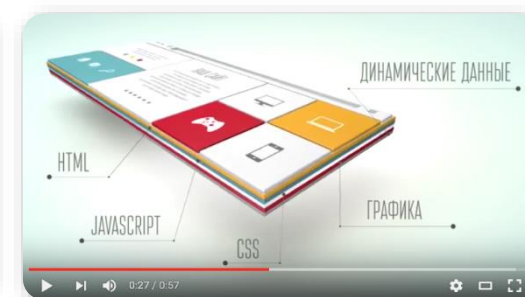 ДИНАМИЧЕСКИЕ ДАННЫЕ
HTML
JAVASCRIPT
CSS
ГРАФИКА
0:27 / 0:57